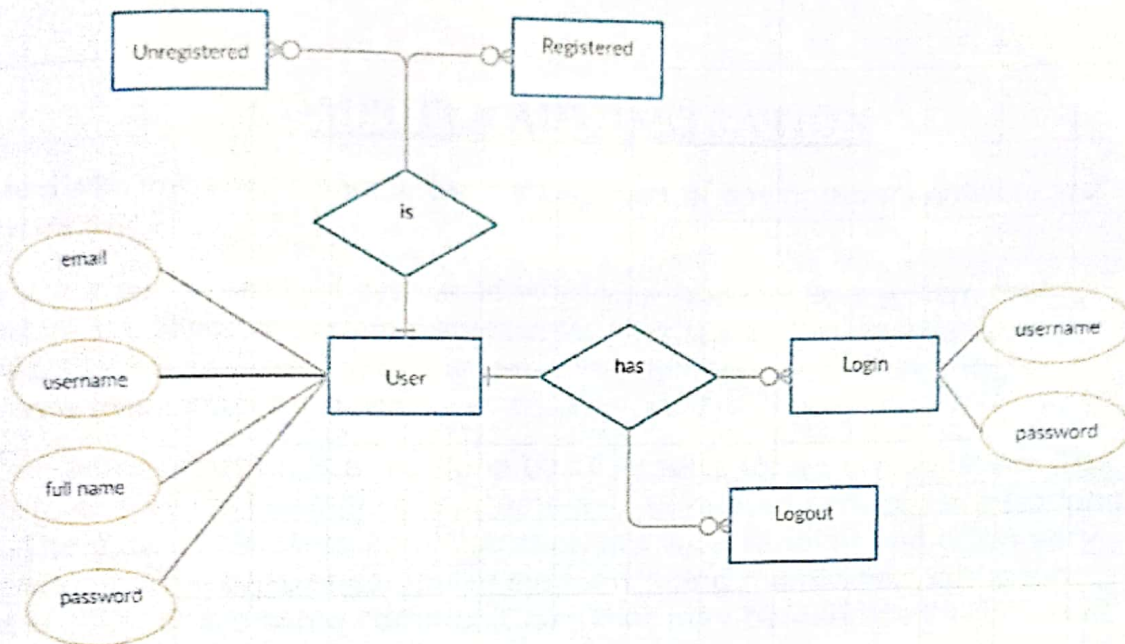 Unregistered
Registered
is
email
username
full name
password
User
has
Login
username
password
Logout